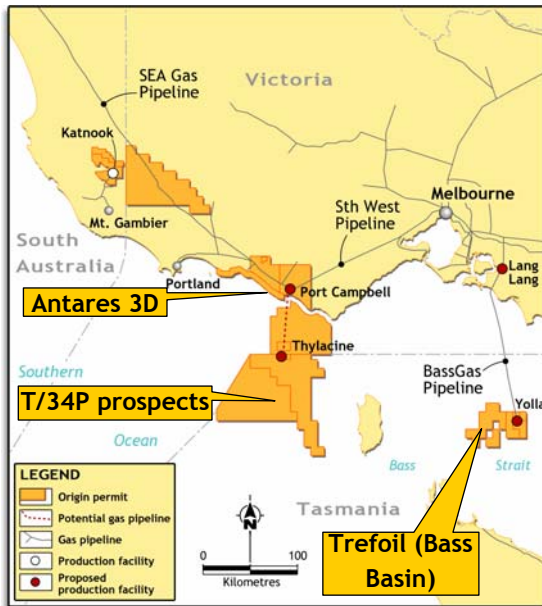 SEA Gas
Pipeline
Victoria
Katnook
Melbourne
Mt. Gambier
Sth West
Pipeline
South
Australia
Lang
Lang
Portland
Port Campbell
Antares 3D
Thylacine
Southern
BassGas
Pipeline
T/34P prospects
Yolla
Ocean
Bass
Strait
LEGEND
Origin permit
Potential gas pipeline
Gas pipeline
Production facility
Proposed
production facility
N
0
100
Kilometres
Tasmania
Trefoil (Bass
Basin)